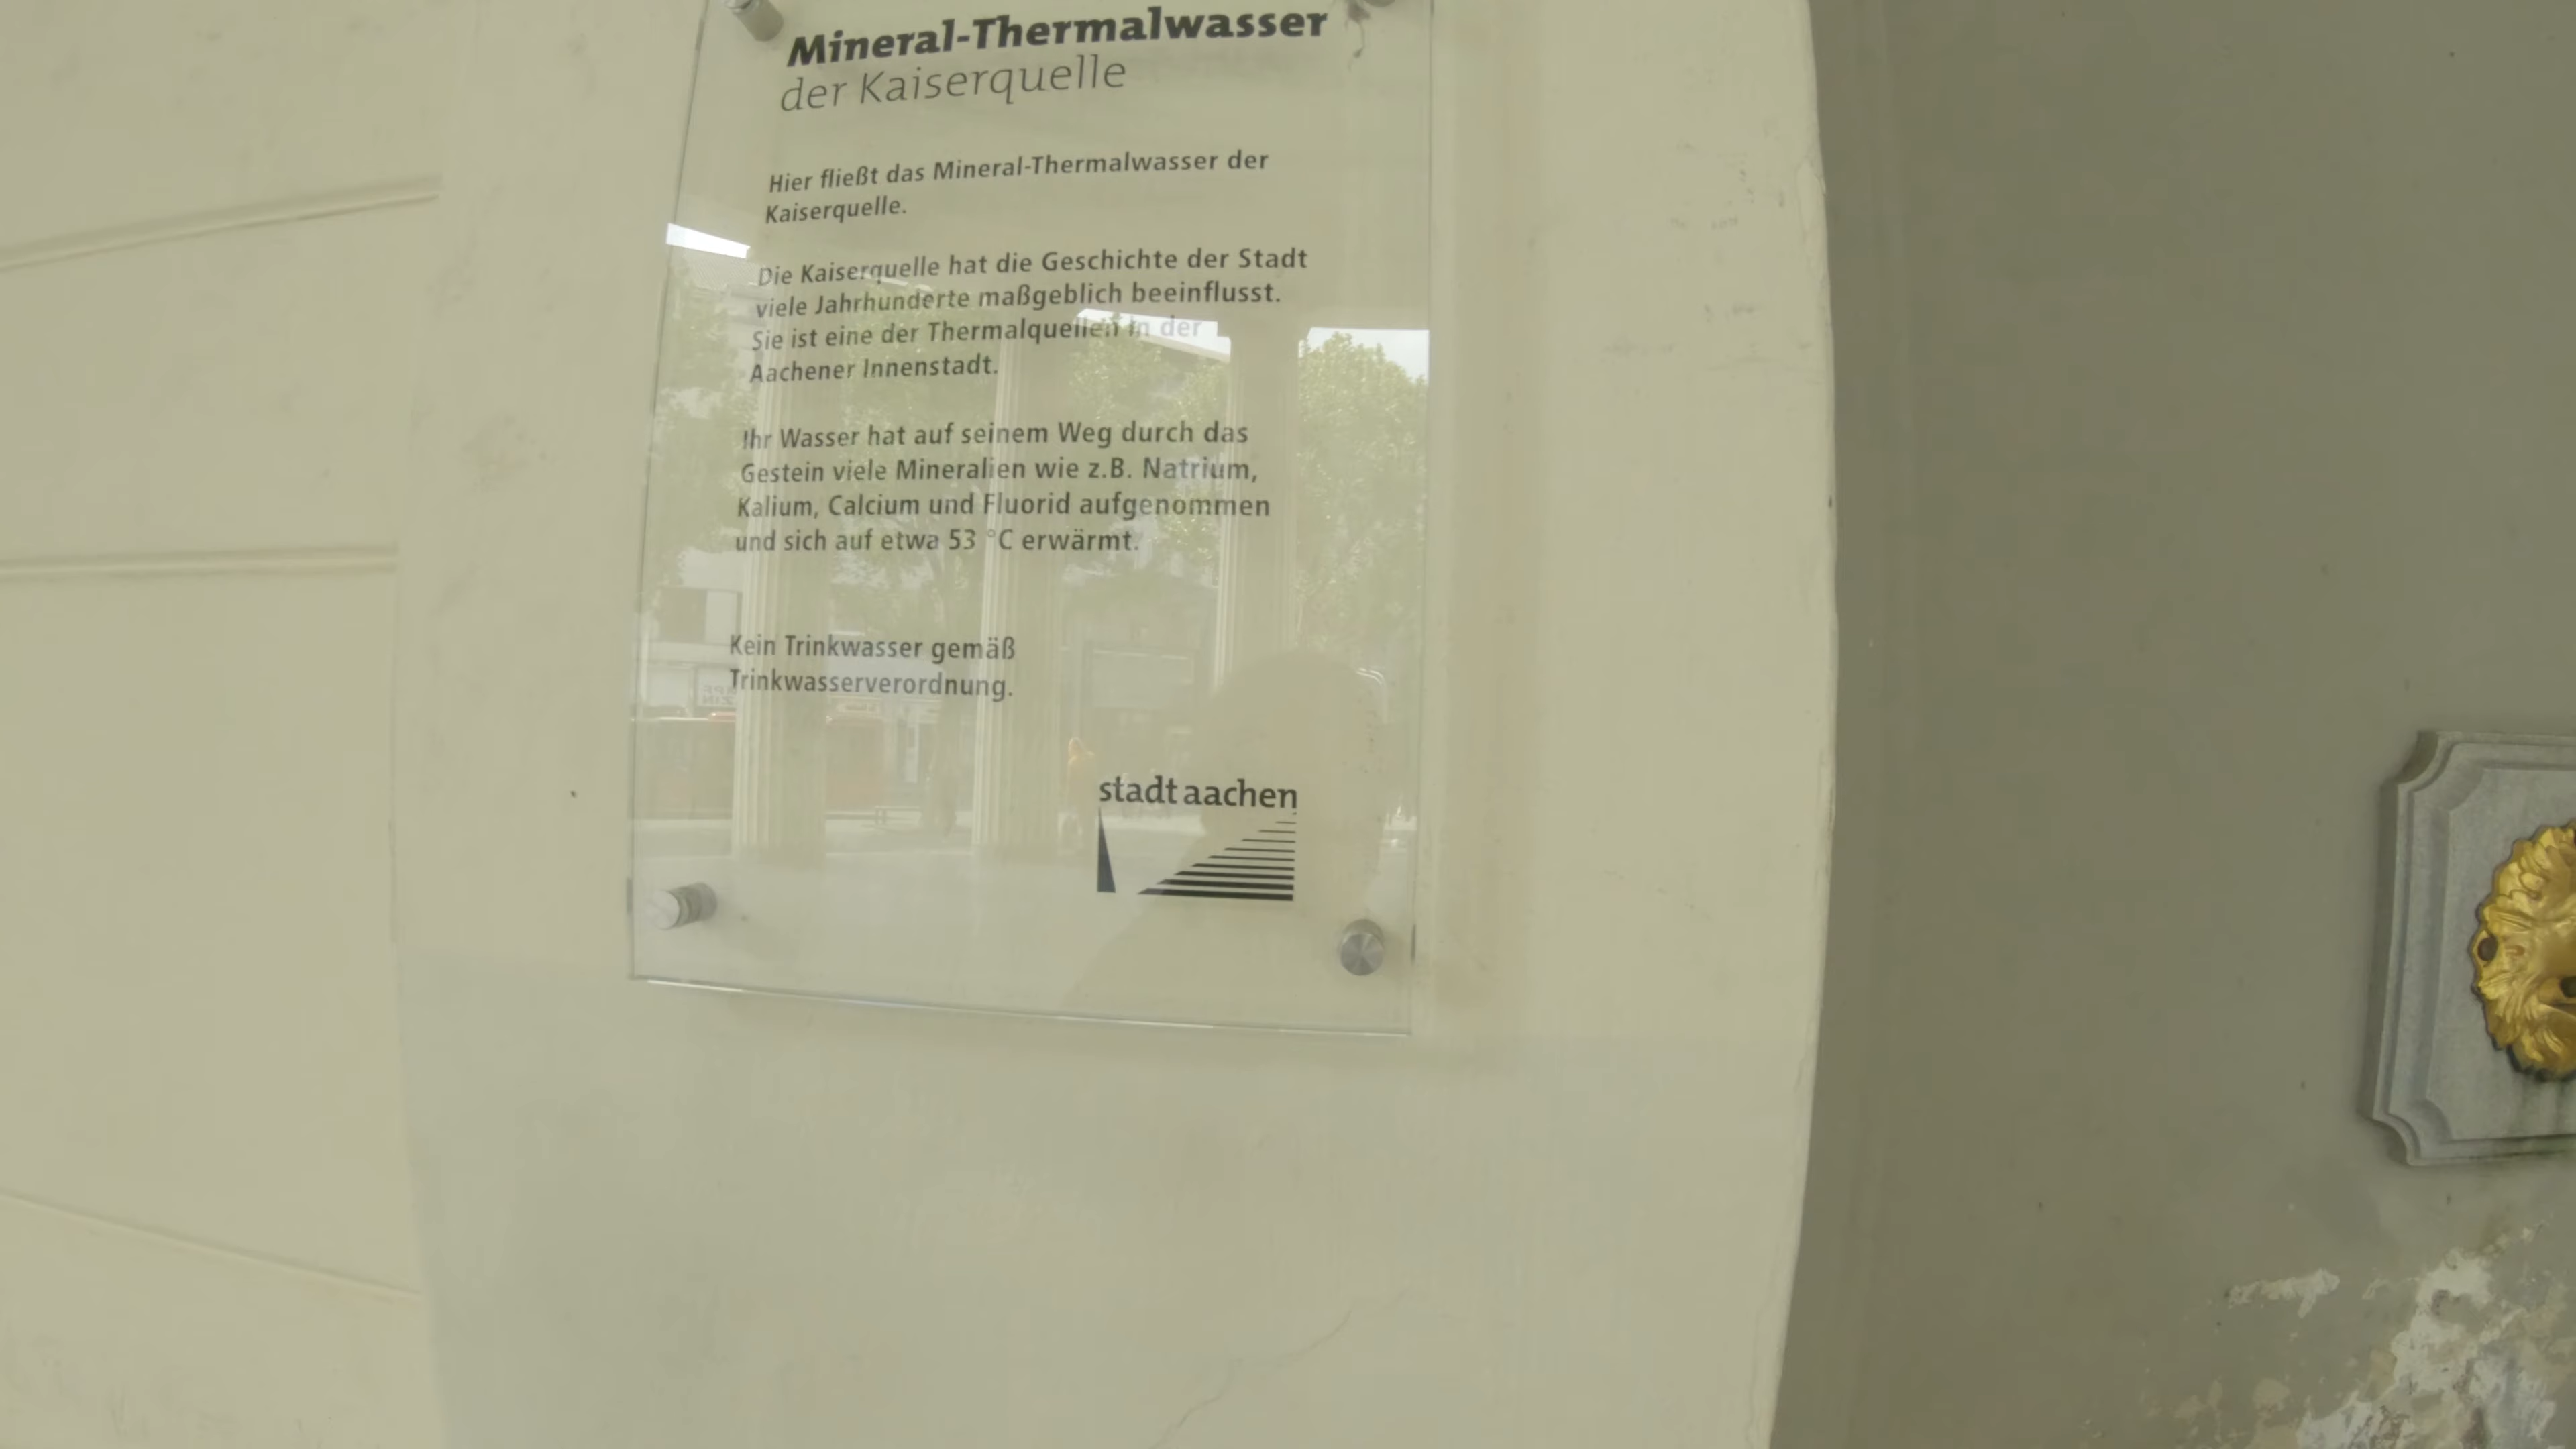 Mineral-Thermalwasser
der Kaiserquelle
Hier fließt das Mineral-Thermalwasser der
Kaiserquelle.
Die Kaiserquelle hat die Geschichte der Stadt
viele Jahrhunderte maßgeblich beeinflusst.
Sie ist eine der Thermalquellen in der
Aachener Innenstadt.
Ihr Wasser hat auf seinem Weg durch das
Gestein viele Mineralien wie z.B. Natrium,
Kalium, Calcium und Fluorid aufgenommen
und sich auf etwa 53 °C erwärmt.
Kein Trinkwasser gemäß
Trinkwasserverordnung.
stadt aachen